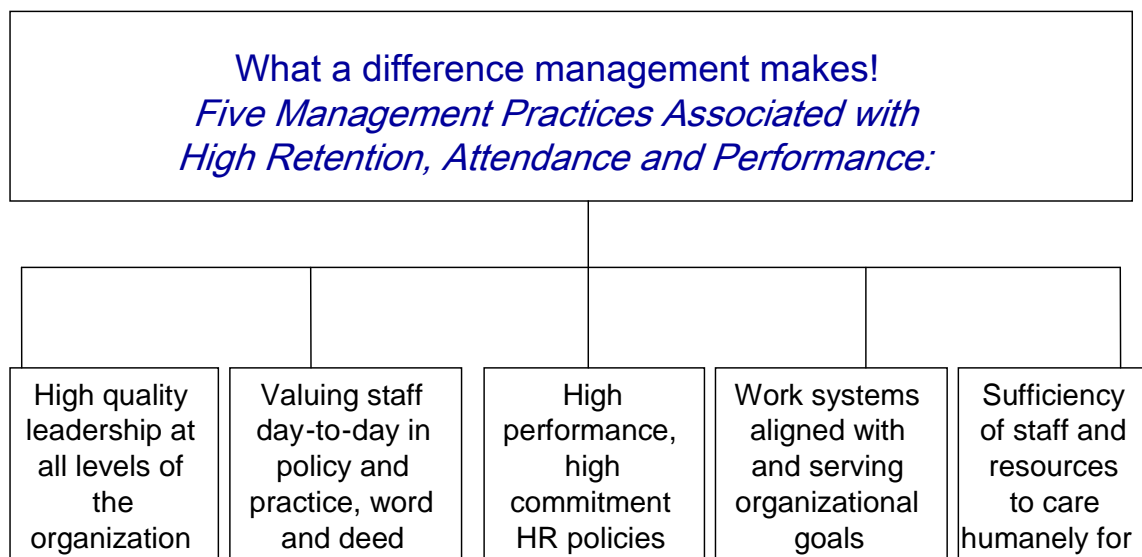 What a difference management makes!
Five Management Practices Associated with
High Retention, Attendance and Performance:
High quality
leadership at
all levels of
the
organization
Valuing staff
day-to-day in
policy and
practice, word
and deed
High
performance,
high
commitment
HR policies
Work systems
aligned with
and serving
organizational
goals
Sufficiency
of staff and
resources
to care
humanely for